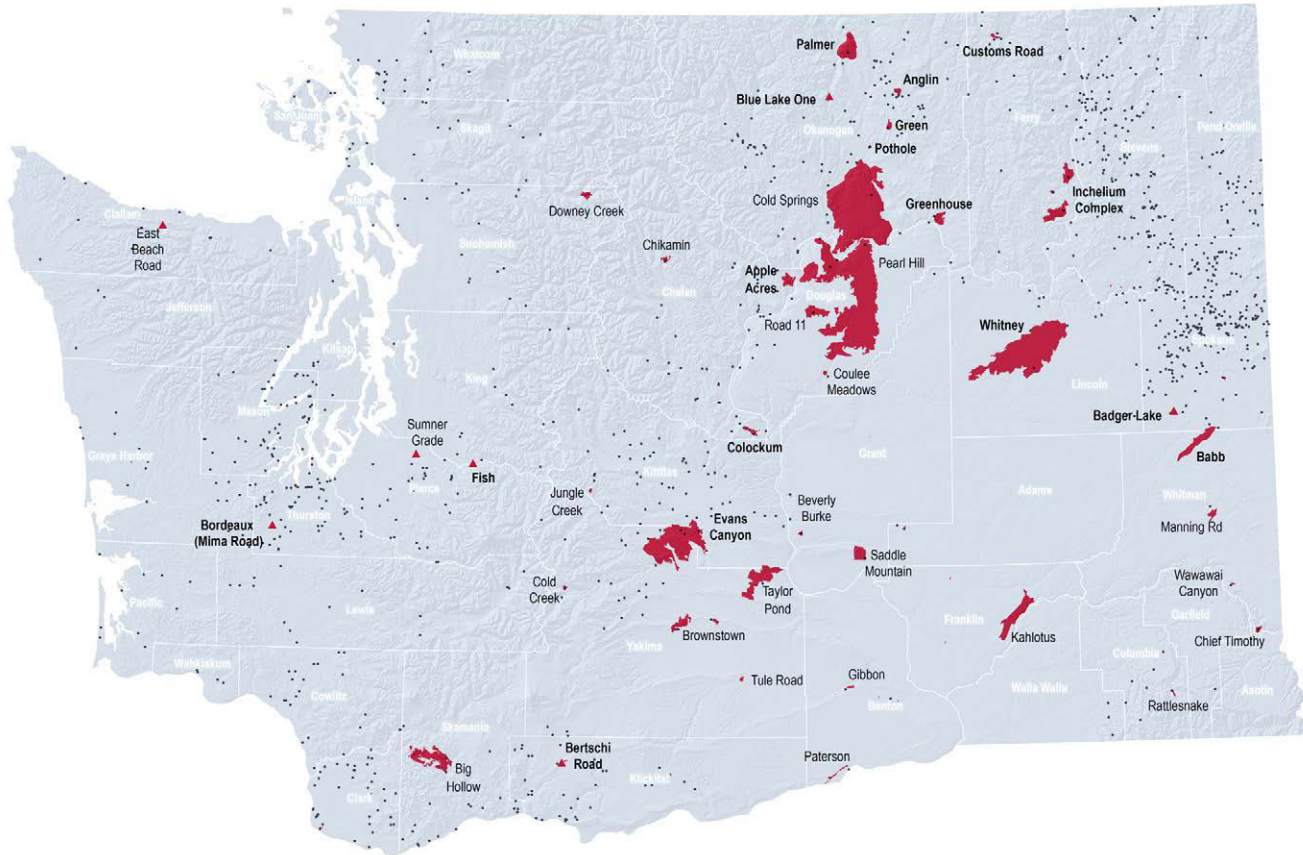 Palmer
Customs Road
Whatcom
Anglin
Blue Lake One
San Juan
Skagit
Okanogan
Green
Ferry
Pend Oreille
Pothole
Stevens
Island
Clallam
Downey Creek
Cold Springs
Greenhouse
Inchelium
Complex
East
Beach
Road
Snohomish
Chikamin
Pearl Hill
Apple
Acres
Chelan
Douglas
Jefferson
Road 11
Whitney
Kitsap
Spokane
King
Coulee
Meadows
Lincoln
Mason
Badger-Lake
Sumner
Grade
Colockum
Grays Harbor
Kittitas
Grant
Babb
Fish
Pierce
Jungle
Creek
Adams
Whitman
Beverly
Burke
Thurston
Bordeaux
(Mima Road)
Evans
Canyon
Manning Rd
Saddle
Mountain
Cold
Creek
Taylor
Pond
Wawawai
Canyon
Pacific
Lewis
Garfield
Franklin
Kahlotus
Brownstown
Yakima
Chief Timothy
Columbia
Wahkiakum
Tule Road
Gibbon
Walla Walla
Asotin
Cowlitz
Benton
Rattlesnake
Skamania
Bertschi
Road
Paterson
Big
Hollow
Klickitat
Clark